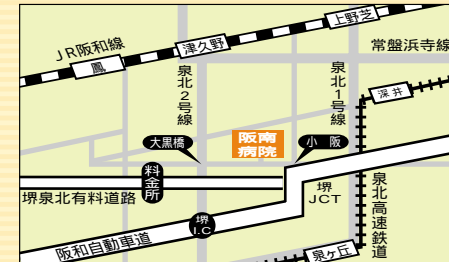 上野芝
JR阪和線
津久野
常盤浜寺線
鳳
泉北2号線
泉北1号線
深井
大黒橋
阪南
病院
小阪
料金所
堺泉北有料道路
堺
JCT
堺
I.C
阪和自動車道
泉北高速鉄道
泉ヶ丘